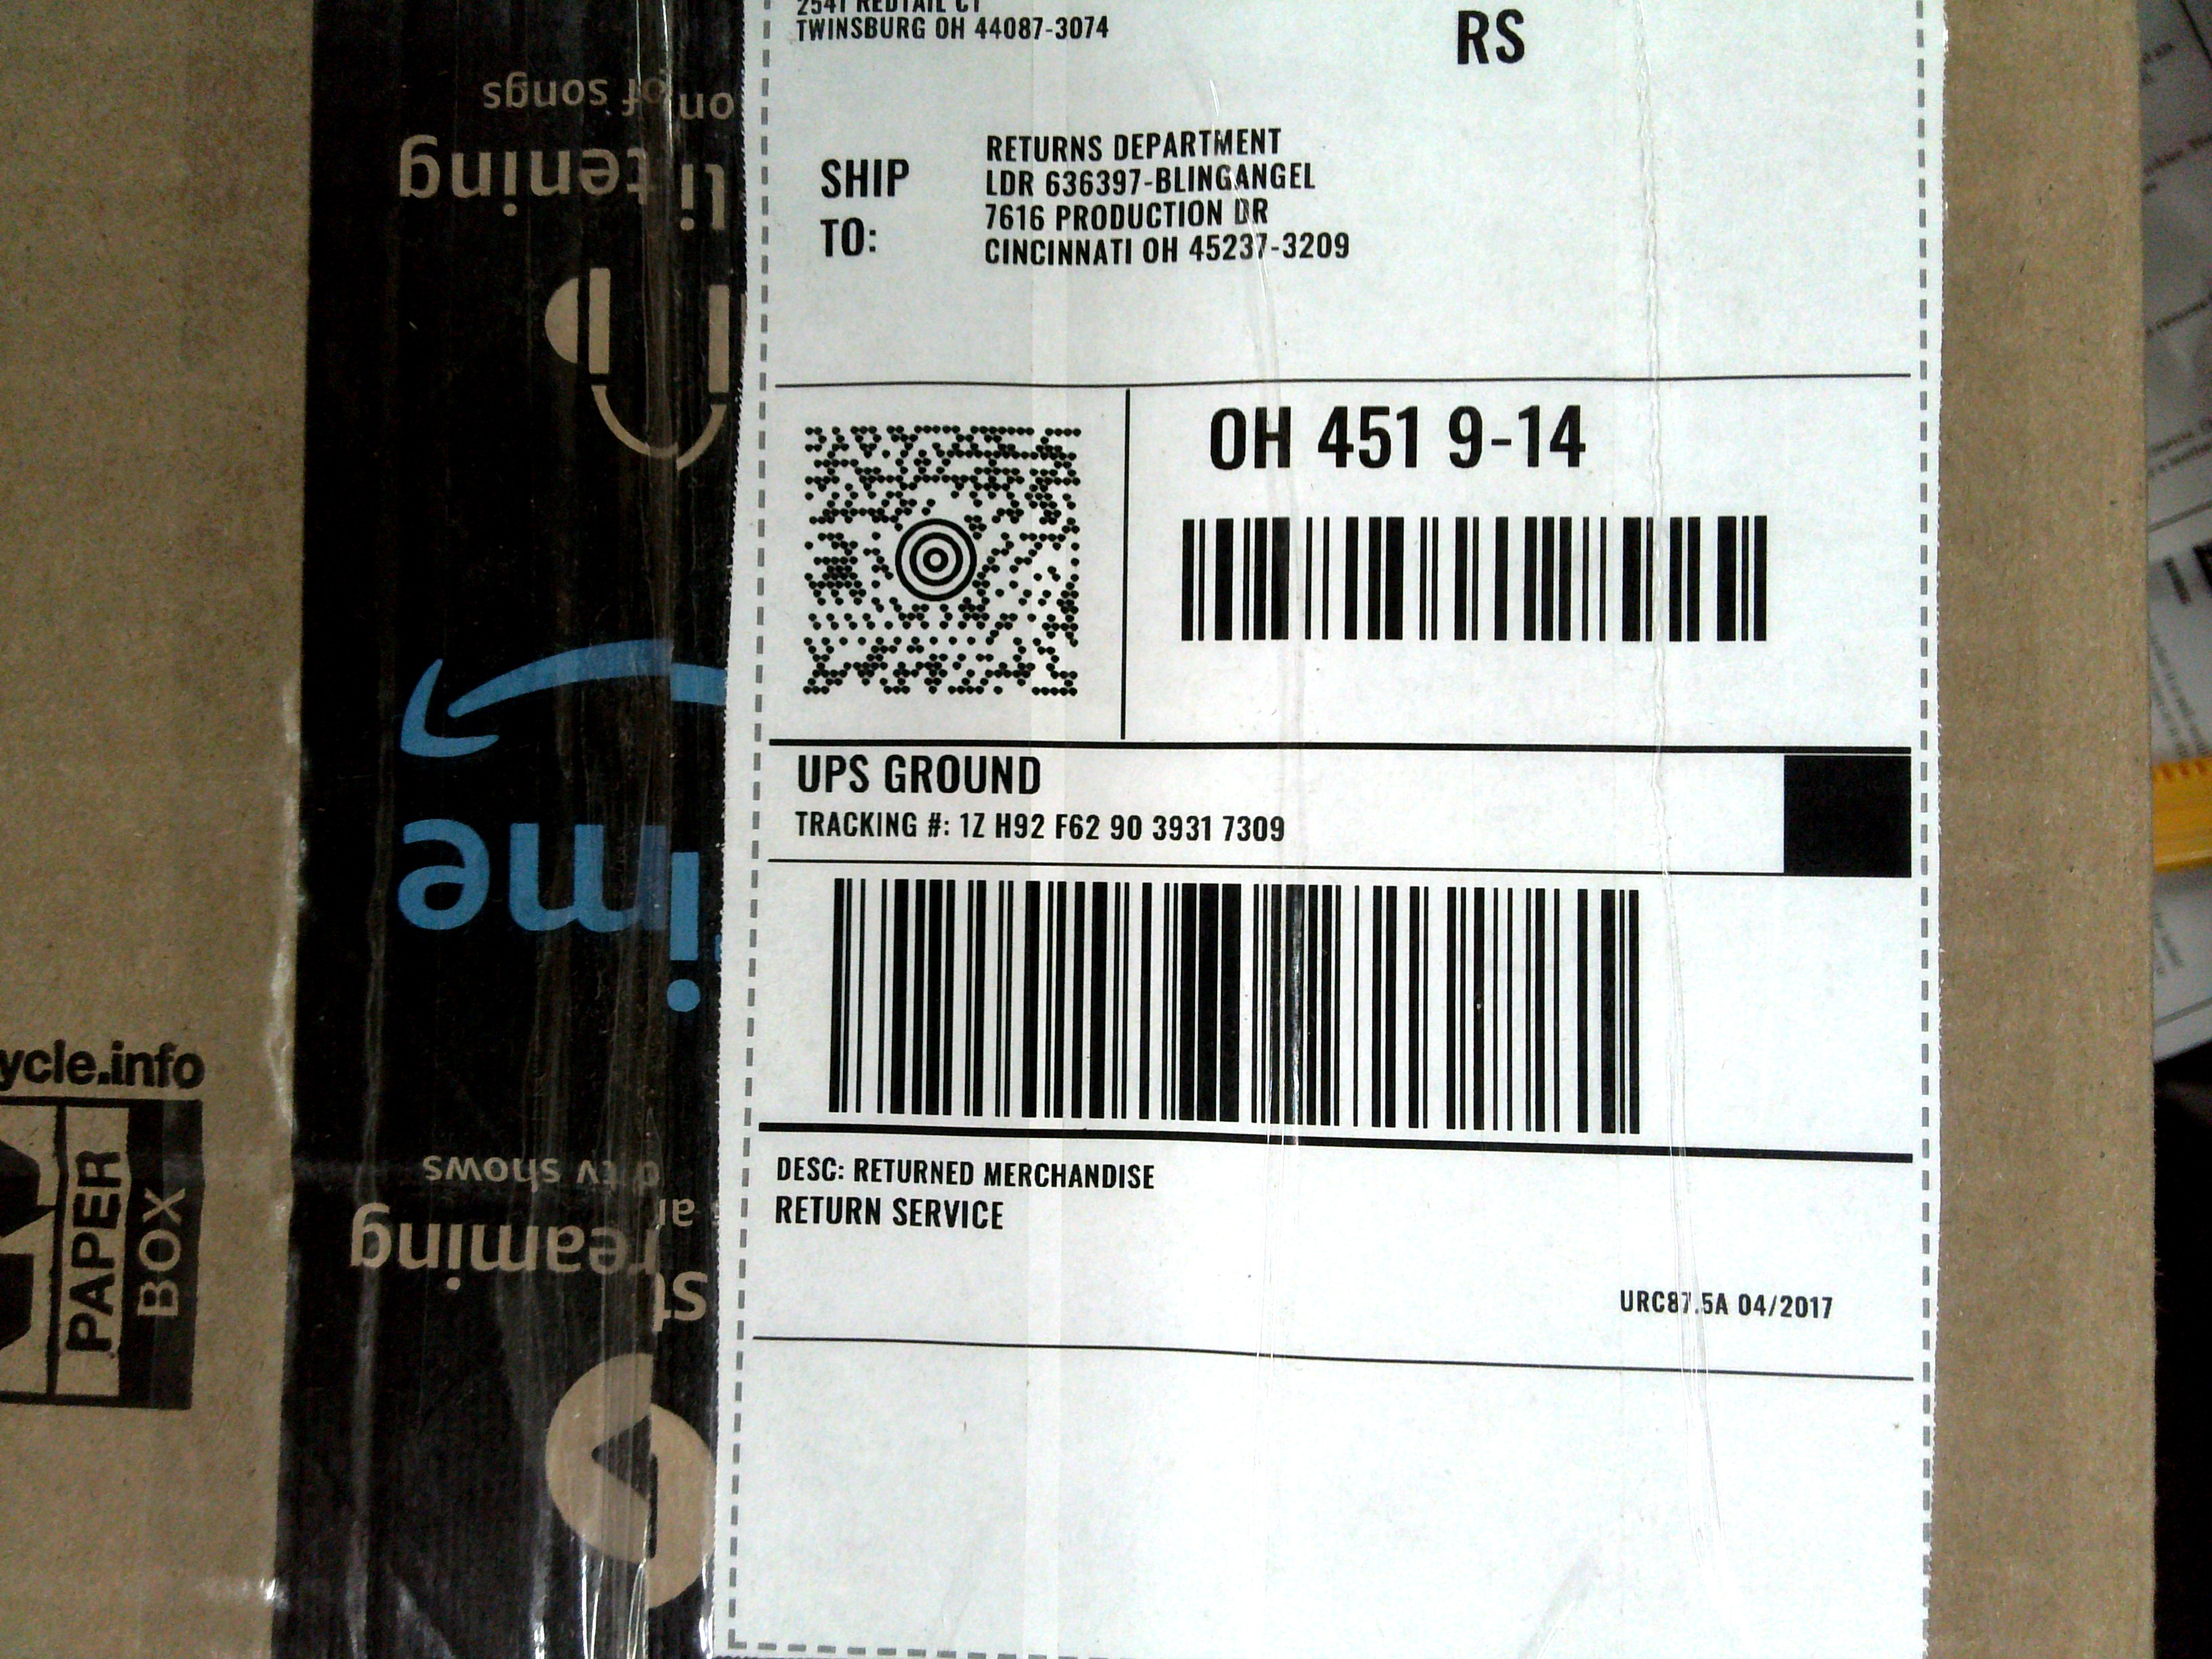 2541 REDTAIL CT
TWINSBURG OH 44087-3074
RS
SHIP
TO:
RETURNS DEPARTMENT
LDR 636397-BLINGANGEL
7616 PRODUCTION DR
CINCINNATI OH 45237-3209
OH 451 9-14
UPS GROUND
TRACKING #: 1Z H92 F62 90 3931 7309
DESC: RETURNED MERCHANDISE
RETURN SERVICE
URC87.5A 04/2017
on of songs
listening
ime
d tv shows
streaming
ycle.info
PAPER
BOX